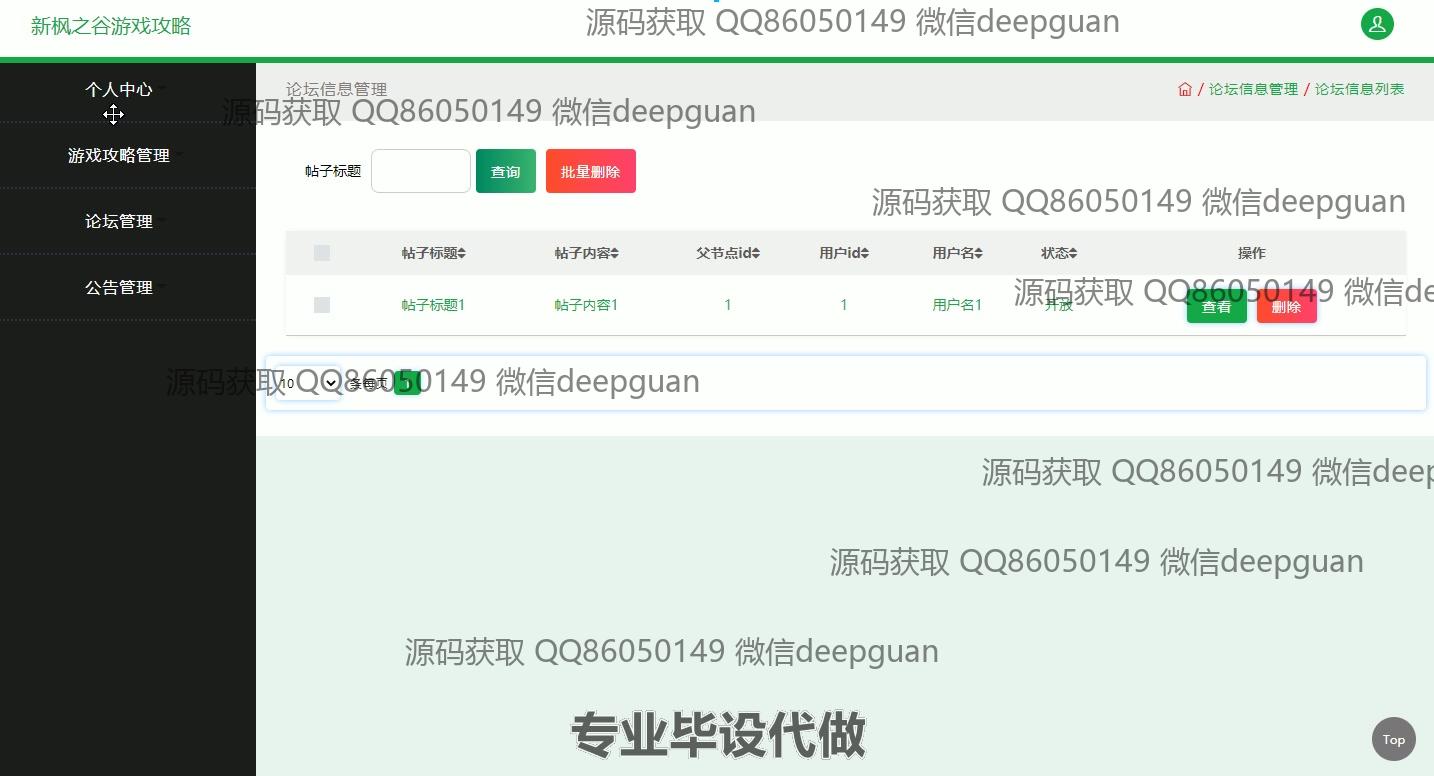 新枫之谷游戏攻略
源码获取 QQ86050149 微信deepguan
个人中心
论坛信息管理
/ 论坛信息管理 / 论坛信息列表
源码获取 QQ86050149 微信deepguan
游戏攻略管理
帖子标题 查询 批量删除
源码获取 QQ86050149 微信deepguan
论坛管理
帖子标题 帖子内容 父节点id 用户id 用户名 状态 操作
公告管理
源码获取 QQ86050149 微信de
帖子标题1 帖子内容1 1 1 用户名1 开放 查看 删除
源码获取 QQ86050149 微信deepguan
10 条每页 1
源码获取 QQ86050149 微信deep
源码获取 QQ86050149 微信deepguan
源码获取 QQ86050149 微信deepguan
专业毕设代做
Top